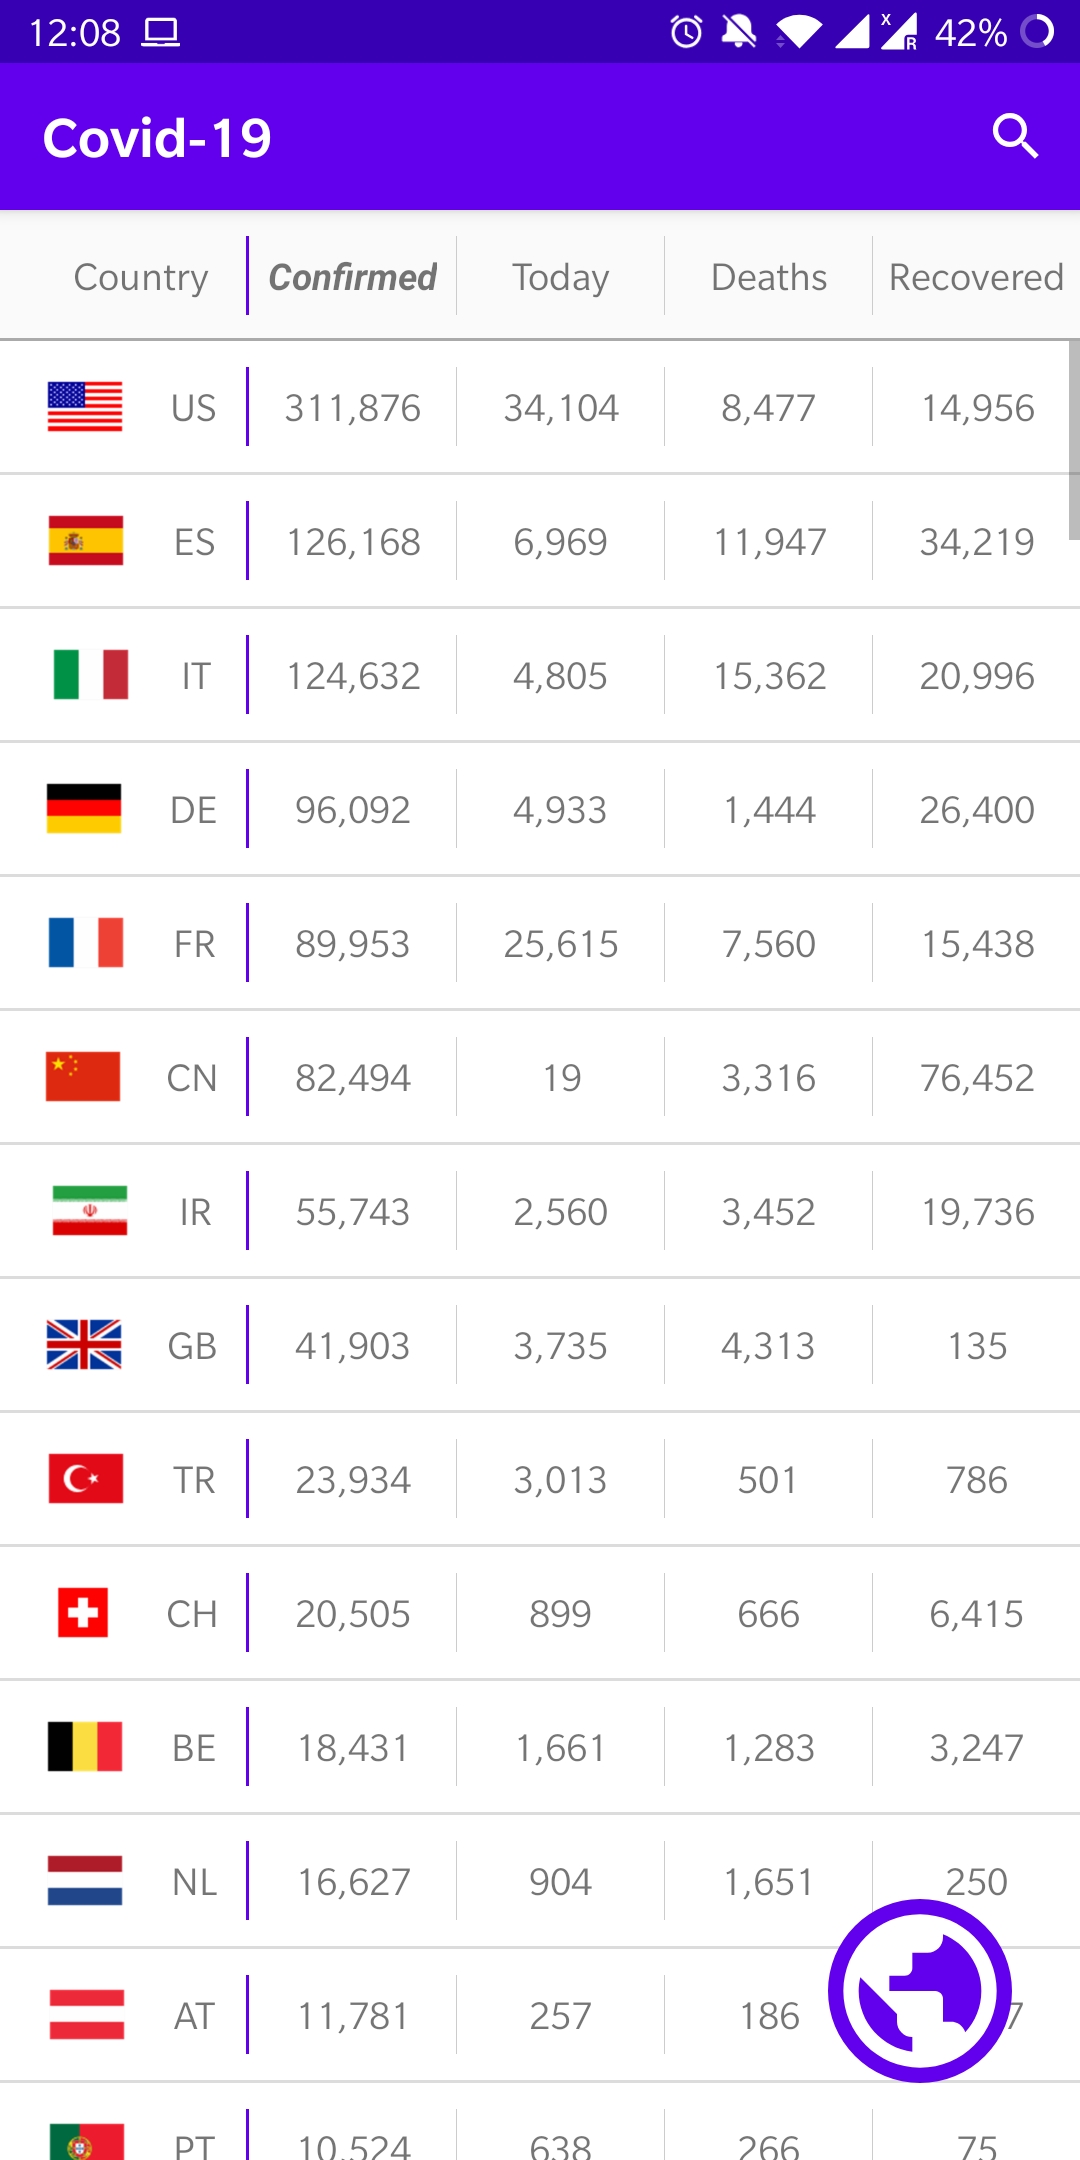 12:08 x R 42%
Covid-19
Country Confirmed Today Deaths Recovered
US 311,876 34,104 8,477 14,956
ES 126,168 6,969 11,947 34,219
IT 124,632 4,805 15,362 20,996
DE 96,092 4,933 1,444 26,400
FR 89,953 25,615 7,560 15,438
CN 82,494 19 3,316 76,452
IR 55,743 2,560 3,452 19,736
GB 41,903 3,735 4,313 135
TR 23,934 3,013 501 786
CH 20,505 899 666 6,415
BE 18,431 1,661 1,283 3,247
NL 16,627 904 1,651 250
AT 11,781 257 186
PT 10,524 638 266 75